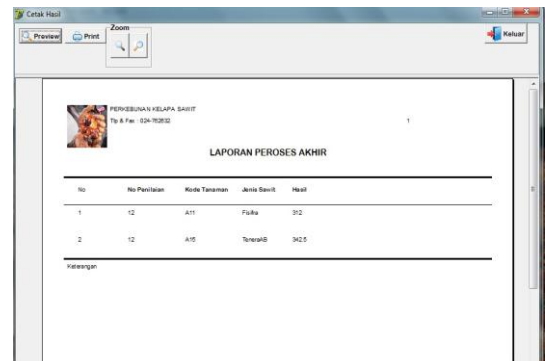 Cetak Hasil
Preview Print Zoom Keluar
PERKEBUNAN KELAPA SAWIT
Tlp & Fax : 024-762632
1
LAPORAN PEROSES AKHIR
No No Penilaian Kode Tanaman Jenis Sawit Hasil
1 12 A11 312
2 12 A15 TeneraAB 342.5
Keterangan